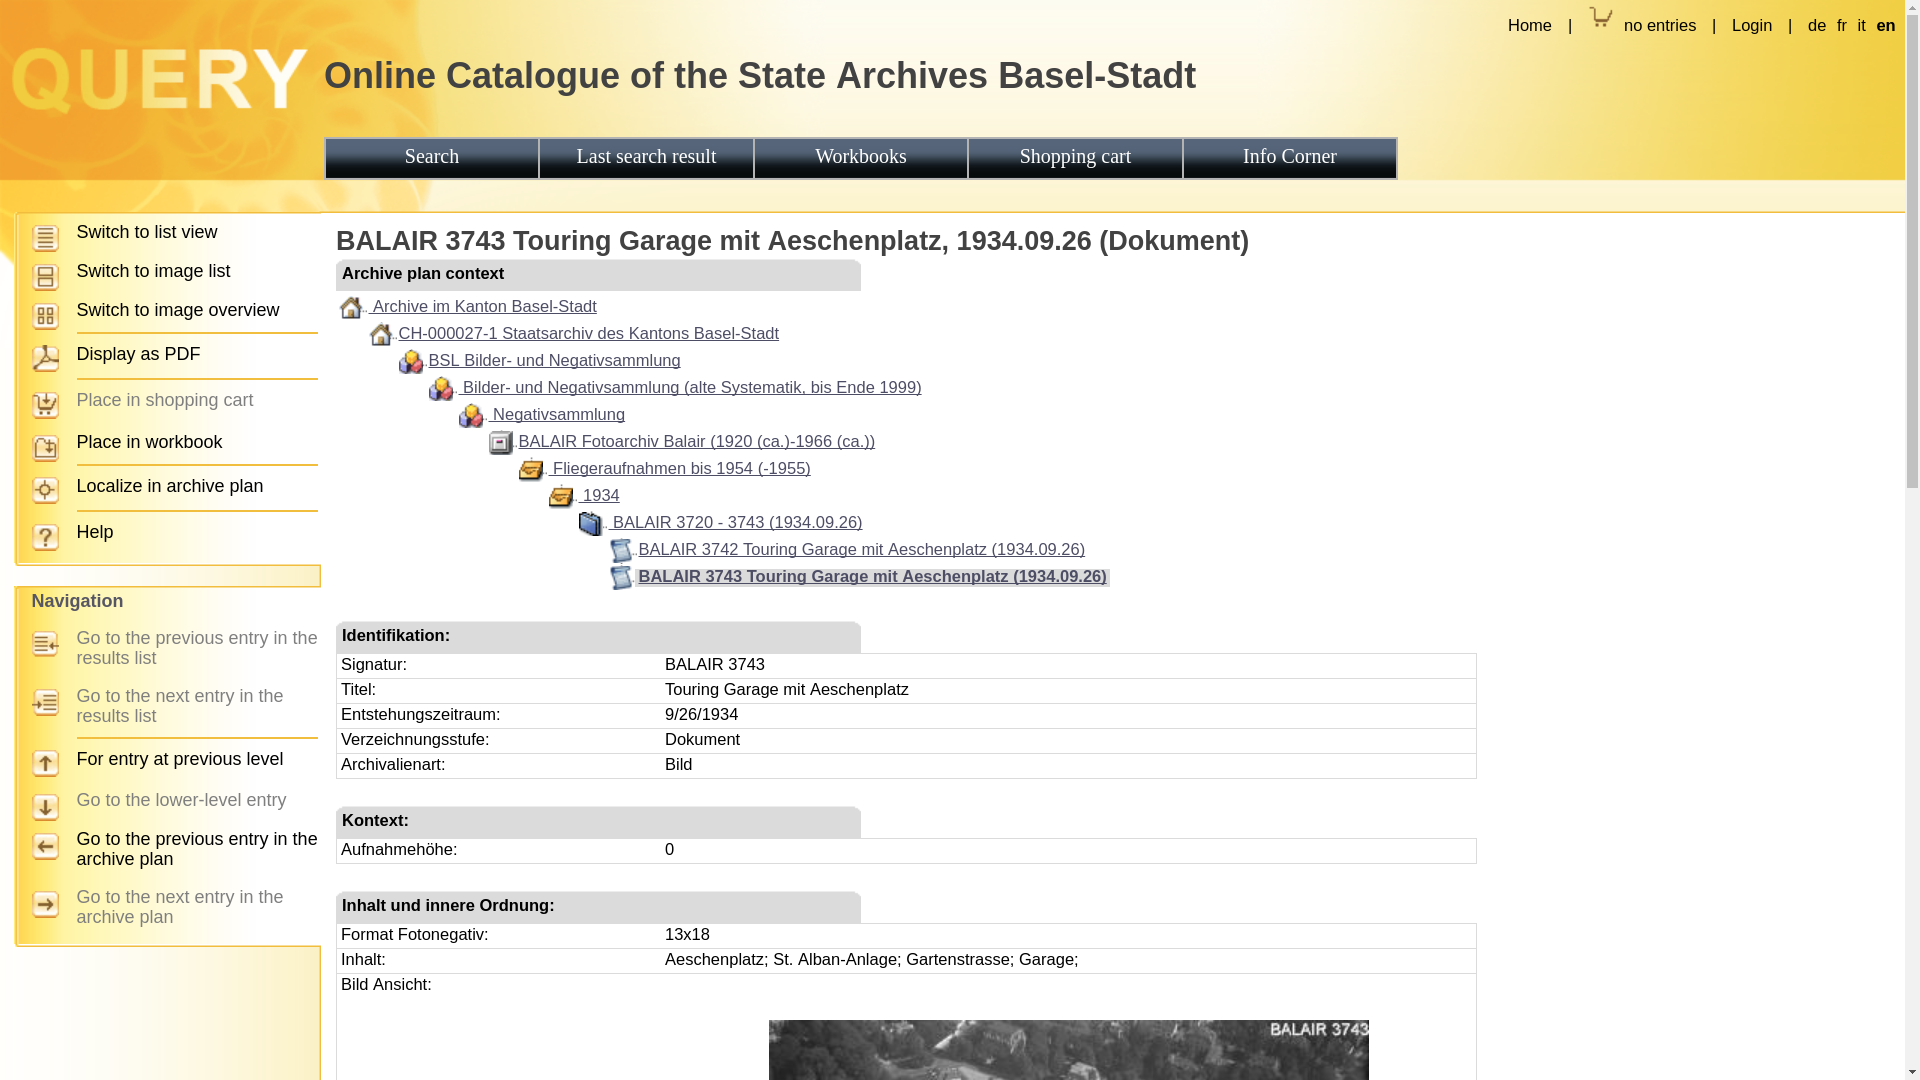 Home | no entries | Login | de fr it en
QUERY
Online Catalogue of the State Archives Basel-Stadt
Search
Last search result
Workbooks
Shopping cart
Info Corner
Switch to list view
Switch to image list
Switch to image overview
Display as PDF
Place in shopping cart
Place in workbook
Localize in archive plan
Help
Navigation
Go to the previous entry in the
results list
Go to the next entry in the
results list
For entry at previous level
Go to the lower-level entry
Go to the previous entry in the
archive plan
Go to the next entry in the
archive plan
BALAIR 3743 Touring Garage mit Aeschenplatz, 1934.09.26 (Dokument)
Archive plan context
Archive im Kanton Basel-Stadt
CH-000027-1 Staatsarchiv des Kantons Basel-Stadt
BSL Bilder- und Negativsammlung
Bilder- und Negativsammlung (alte Systematik, bis Ende 1999)
Negativsammlung
BALAIR Fotoarchiv Balair (1920 (ca.)-1966 (ca.))
Fliegeraufnahmen bis 1954 (-1955)
1934
BALAIR 3720 - 3743 (1934.09.26)
BALAIR 3742 Touring Garage mit Aeschenplatz (1934.09.26)
BALAIR 3743 Touring Garage mit Aeschenplatz (1934.09.26)
Identifikation:
Signatur: BALAIR 3743
Titel: Touring Garage mit Aeschenplatz
Entstehungszeitraum: 9/26/1934
Verzeichnungsstufe: Dokument
Archivalienart: Bild
Kontext:
Aufnahmehöhe: 0
Inhalt und innere Ordnung:
Format Fotonegativ: 13x18
Inhalt: Aeschenplatz; St. Alban-Anlage; Gartenstrasse; Garage;
Bild Ansicht:
BALAIR 3743